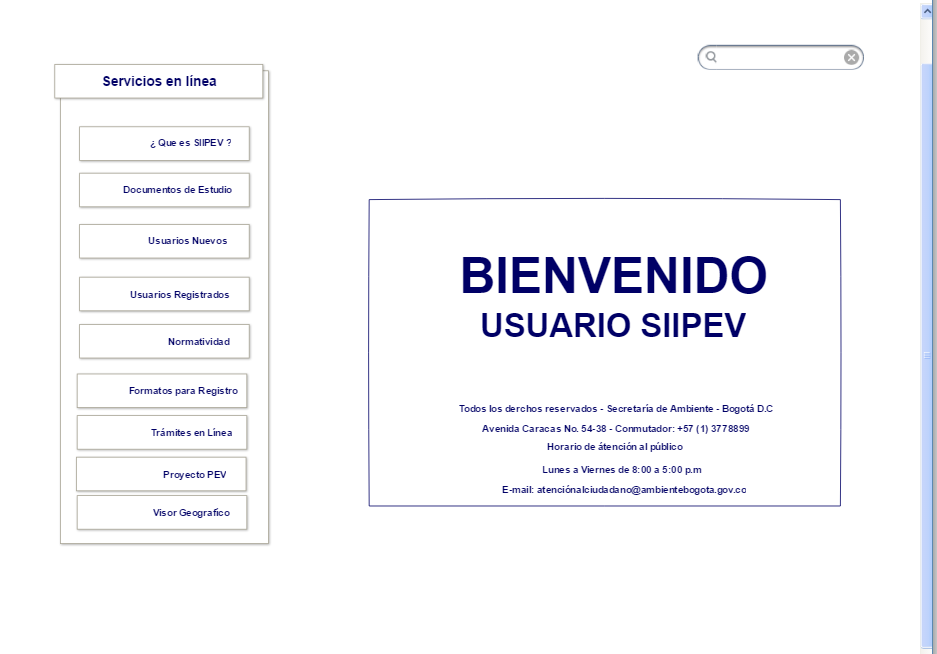 Servicios en línea
¿ Que es SIIPEV ?
Documentos de Estudio
Usuarios Nuevos
Usuarios Registrados
Normatividad
Formatos para Registro
Trámites en Línea
Proyecto PEV
Visor Geografico
BIENVENIDO
USUARIO SIIPEV
Todos los derchos reservados - Secretaría de Ambiente - Bogotá D.C
Avenida Caracas No. 54-38 - Conmutador: +57 (1) 3778899
Horario de átención al público
Lunes a Viernes de 8:00 a 5:00 p.m
E-mail: atenciónalciudadano@ambientebogota.gov.co